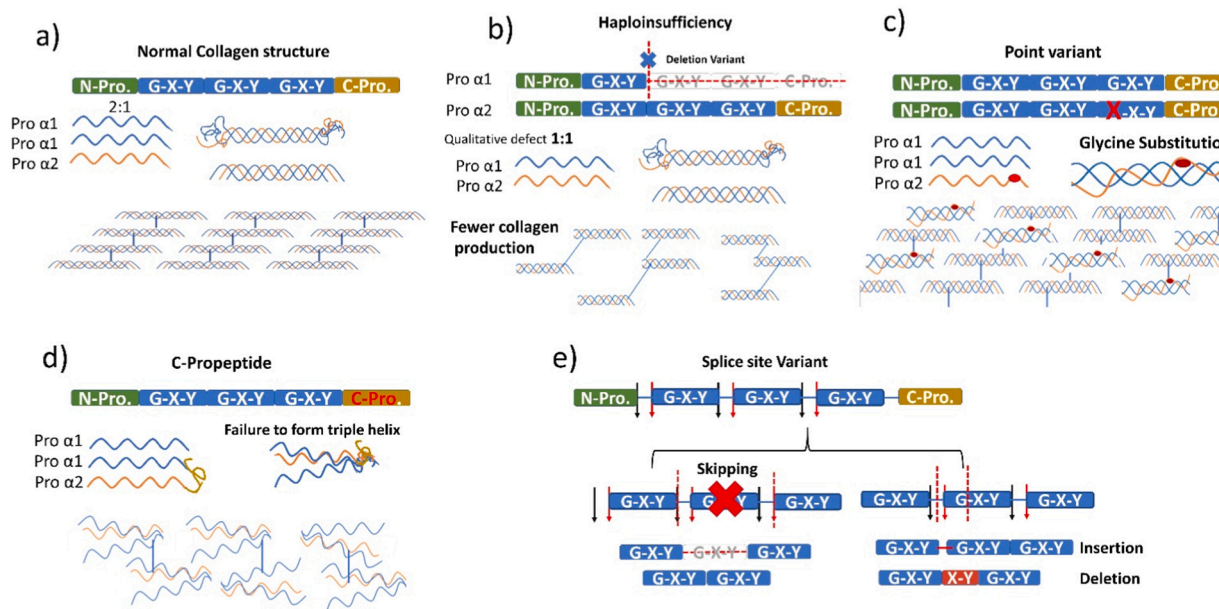 a)
Normal Collagen structure
N-Pro. G-X-Y G-X-Y G-X-Y C-Pro.
2:1
Pro α1
Pro α1
Pro α2
b)
Haploinsufficiency
Deletion Variant
Pro α1 G-X-Y G-X-Y G-X-Y C-Pro.
Pro α2 N-Pro. G-X-Y G-X-Y G-X-Y C-Pro.
Qualitative defect 1:1
Pro α1
Pro α2
Fewer collagen
production
c)
Point variant
N-Pro. G-X-Y G-X-Y G-X-Y C-Pro
N-Pro. G-X-Y G-X-Y X-Y C-Pro
Pro α1
Pro α1
Pro α2
Glycine Substitutio
d)
C-Propeptide
N-Pro. G-X-Y G-X-Y G-X-Y C-Pro.
Pro α1
Pro α1
Pro α2
Failure to form triple helix
e)
Splice site Variant
N-Pro. G-X-Y G-X-Y G-X-Y C-Pro.
Skipping
G-X-Y G-X-Y G-X-Y
G-X-Y G-X-Y G-X-Y
G-X-Y G-X-Y
G-X-Y G-X-Y G-X-Y
G-X-Y G-X-Y G-X-Y Insertion
G-X-Y X-Y G-X-Y Deletion